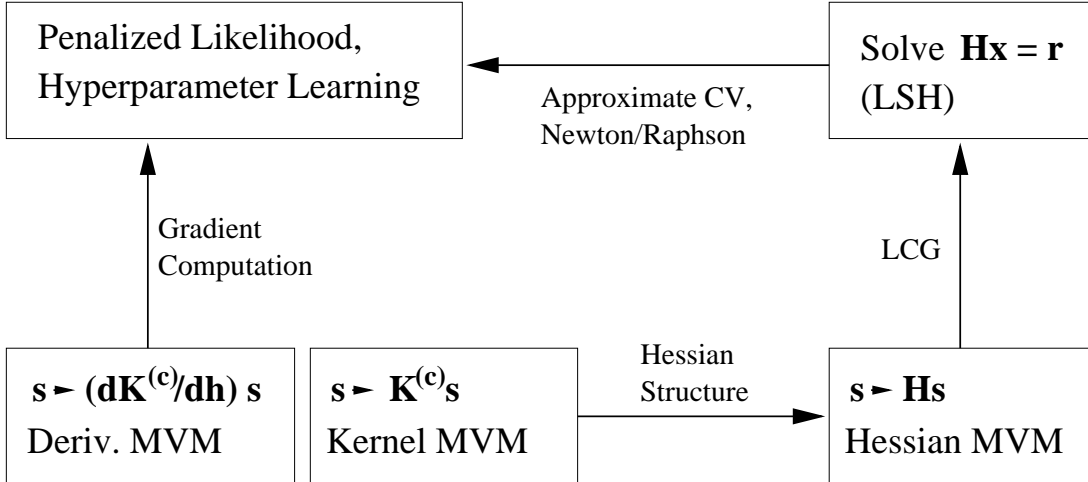 Penalized Likelihood,
Hyperparameter Learning
Approximate CV,
Newton/Raphson
Solve Hx = r
(LSH)
Gradient
Computation
LCG
s → (dK^(c)/dh) s
Deriv. MVM
s → K^(c)s
Kernel MVM
Hessian
Structure
s → Hs
Hessian MVM